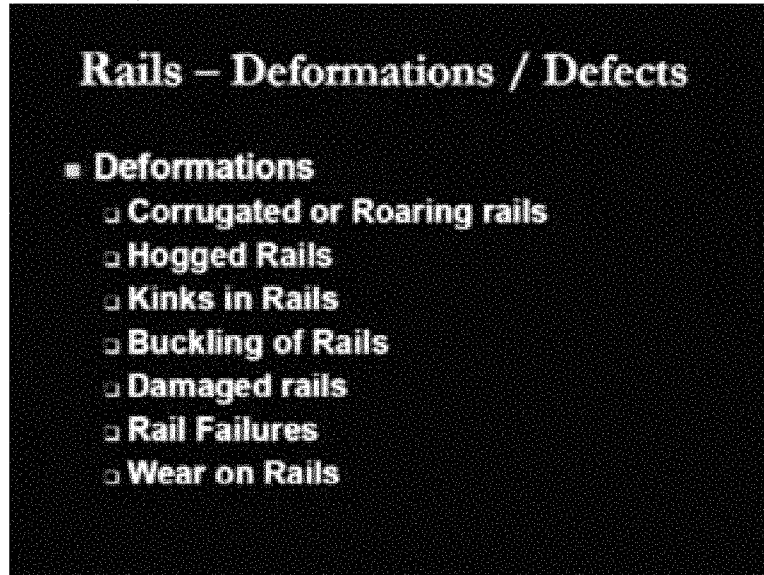 Rails – Deformations / Defects
Deformations
Corrugated or Roaring rails
Hogged Rails
Kinks in Rails
Buckling of Rails
Damaged rails
Rail Failures
Wear on Rails